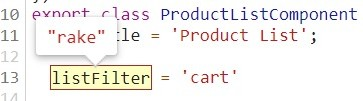 10 export class ProductListComponent
"rake"
11 tle = 'Product List';
13 listFilter = 'cart'